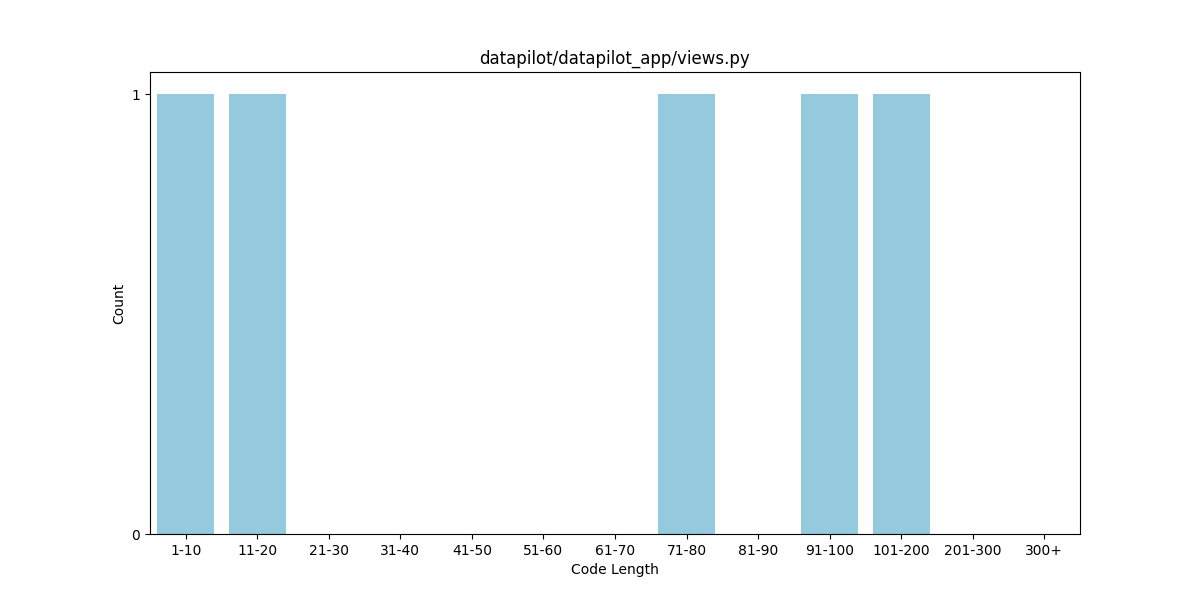 datapilot/datapilot_app/views.py
1
Count
0
1-10 11-20 21-30 31-40 41-50 51-60 61-70 71-80 81-90 91-100 101-200 201-300 300+
Code Length